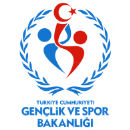 TÜRKİYE CUMHURİYETİ
GENÇLİK VE SPOR
BAKANLIĞI